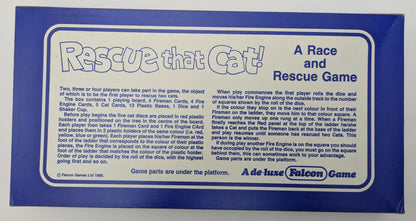 Rescue that Cat!
A Race
and
Rescue Game
Two, three or four players can take part in the game, the object
of which is to be the first player to rescue two cats.
The box contains 1 playing board, 4 Fireman Cards, 4 Fire
Engine Cards, 8 Cat Cards, 13 Plastic Bases, 1 Dice and 1
Shaker Cup.
Before play begins the five cat discs are placed in red plastic
holders and positioned on the tree in the centre of the board.
Each player then takes 1 Fireman Card and 1 Fire Engine CArd
and places them in 2 plastic holders of the same colour (i.e. red,
yellow, blue or green). Each player places his/her Fireman at the
foot of the ladder that corresponds to the colour of their plastic
pieces, the Fire Engine is placed on the square of colour at the
foot of the ladder that matches the colour of the plastic holder.
Order of play is decided by the roll of the dice, with the highest
going first and so on.
When play commences the first player rolls the dice and
moves his/her Fire Engine along the outside track to the number
of squares shown by the roll of the dice.
If the colour they stop on is the next colour in front of their
Fireman on the ladder, they move him to that colour square. A
Fireman only moves up one rung at a time. When a Fireman
finally reaches the Red panel at the top of the ladder he/she
takes a Cat and puts the Fireman back at the base of the ladder
and play resumes until someone has rescued two Cats. This
person is the winner.
If during play another Fire Engine is on the square you should
have occupied by the roll of the dice, you must go on the square
behind them, this can sometimes work to your advantage.
Game parts are under the platform.
© Falcon Games Ltd 1986.
Game parts are under the platform.
A de-luxe Falcon Game